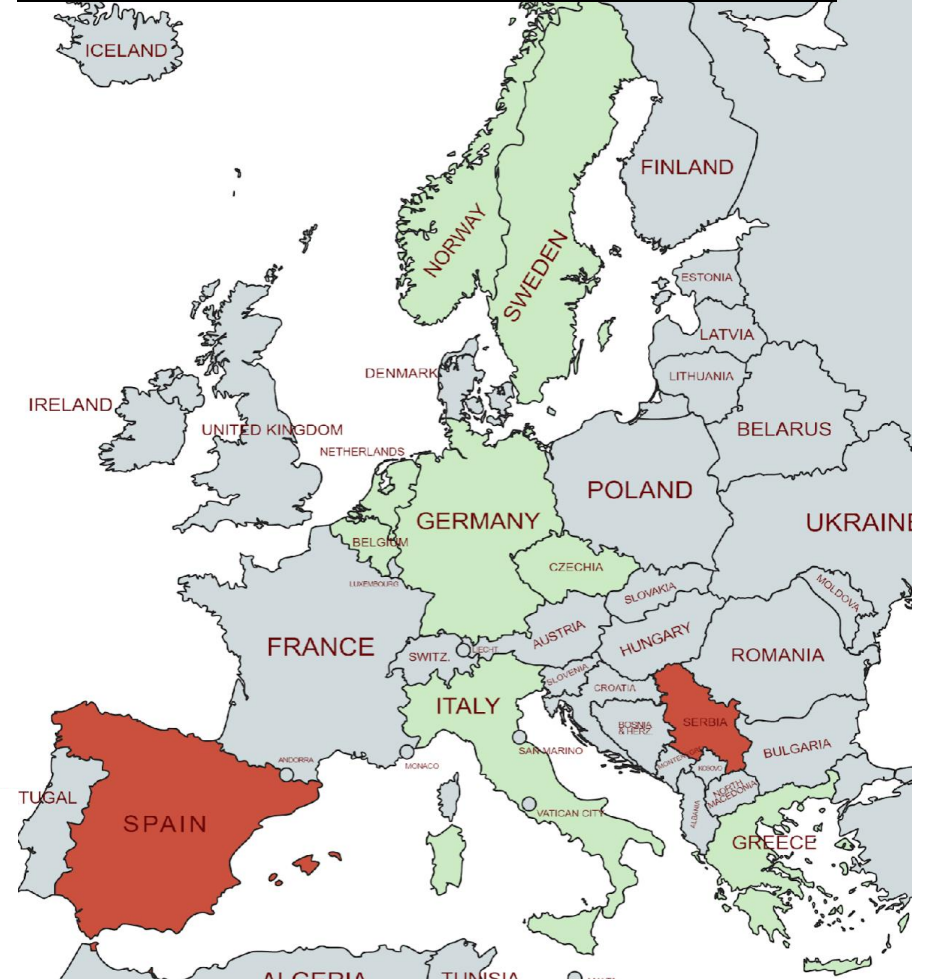 ICELAND
FINLAND
NORWAY
SWEDEN
ESTONIA
LATVIA
LITHUANIA
DENMARK
IRELAND
UNITED KINGDOM
BELARUS
NETHERLANDS
POLAND
GERMANY
UKRAINE
BELGIUM
CZECHIA
LUXEMBOURG
SLOVAKIA
MOLDOVA
AUSTRIA
HUNGARY
FRANCE
SWITZ.
LIECHT
ROMANIA
SLOVENIA
CROATIA
ITALY
SERBIA
BOSNIA
& HERZ.
SAN MARINO
BULGARIA
MONTENEGRO
ANDORRA
MONACO
KOSOVO
TUGAL
NORTH
MACEDONIA
SPAIN
VATICAN CITY
ALBANIA
GREECE
ALGERIA
TUNISIA